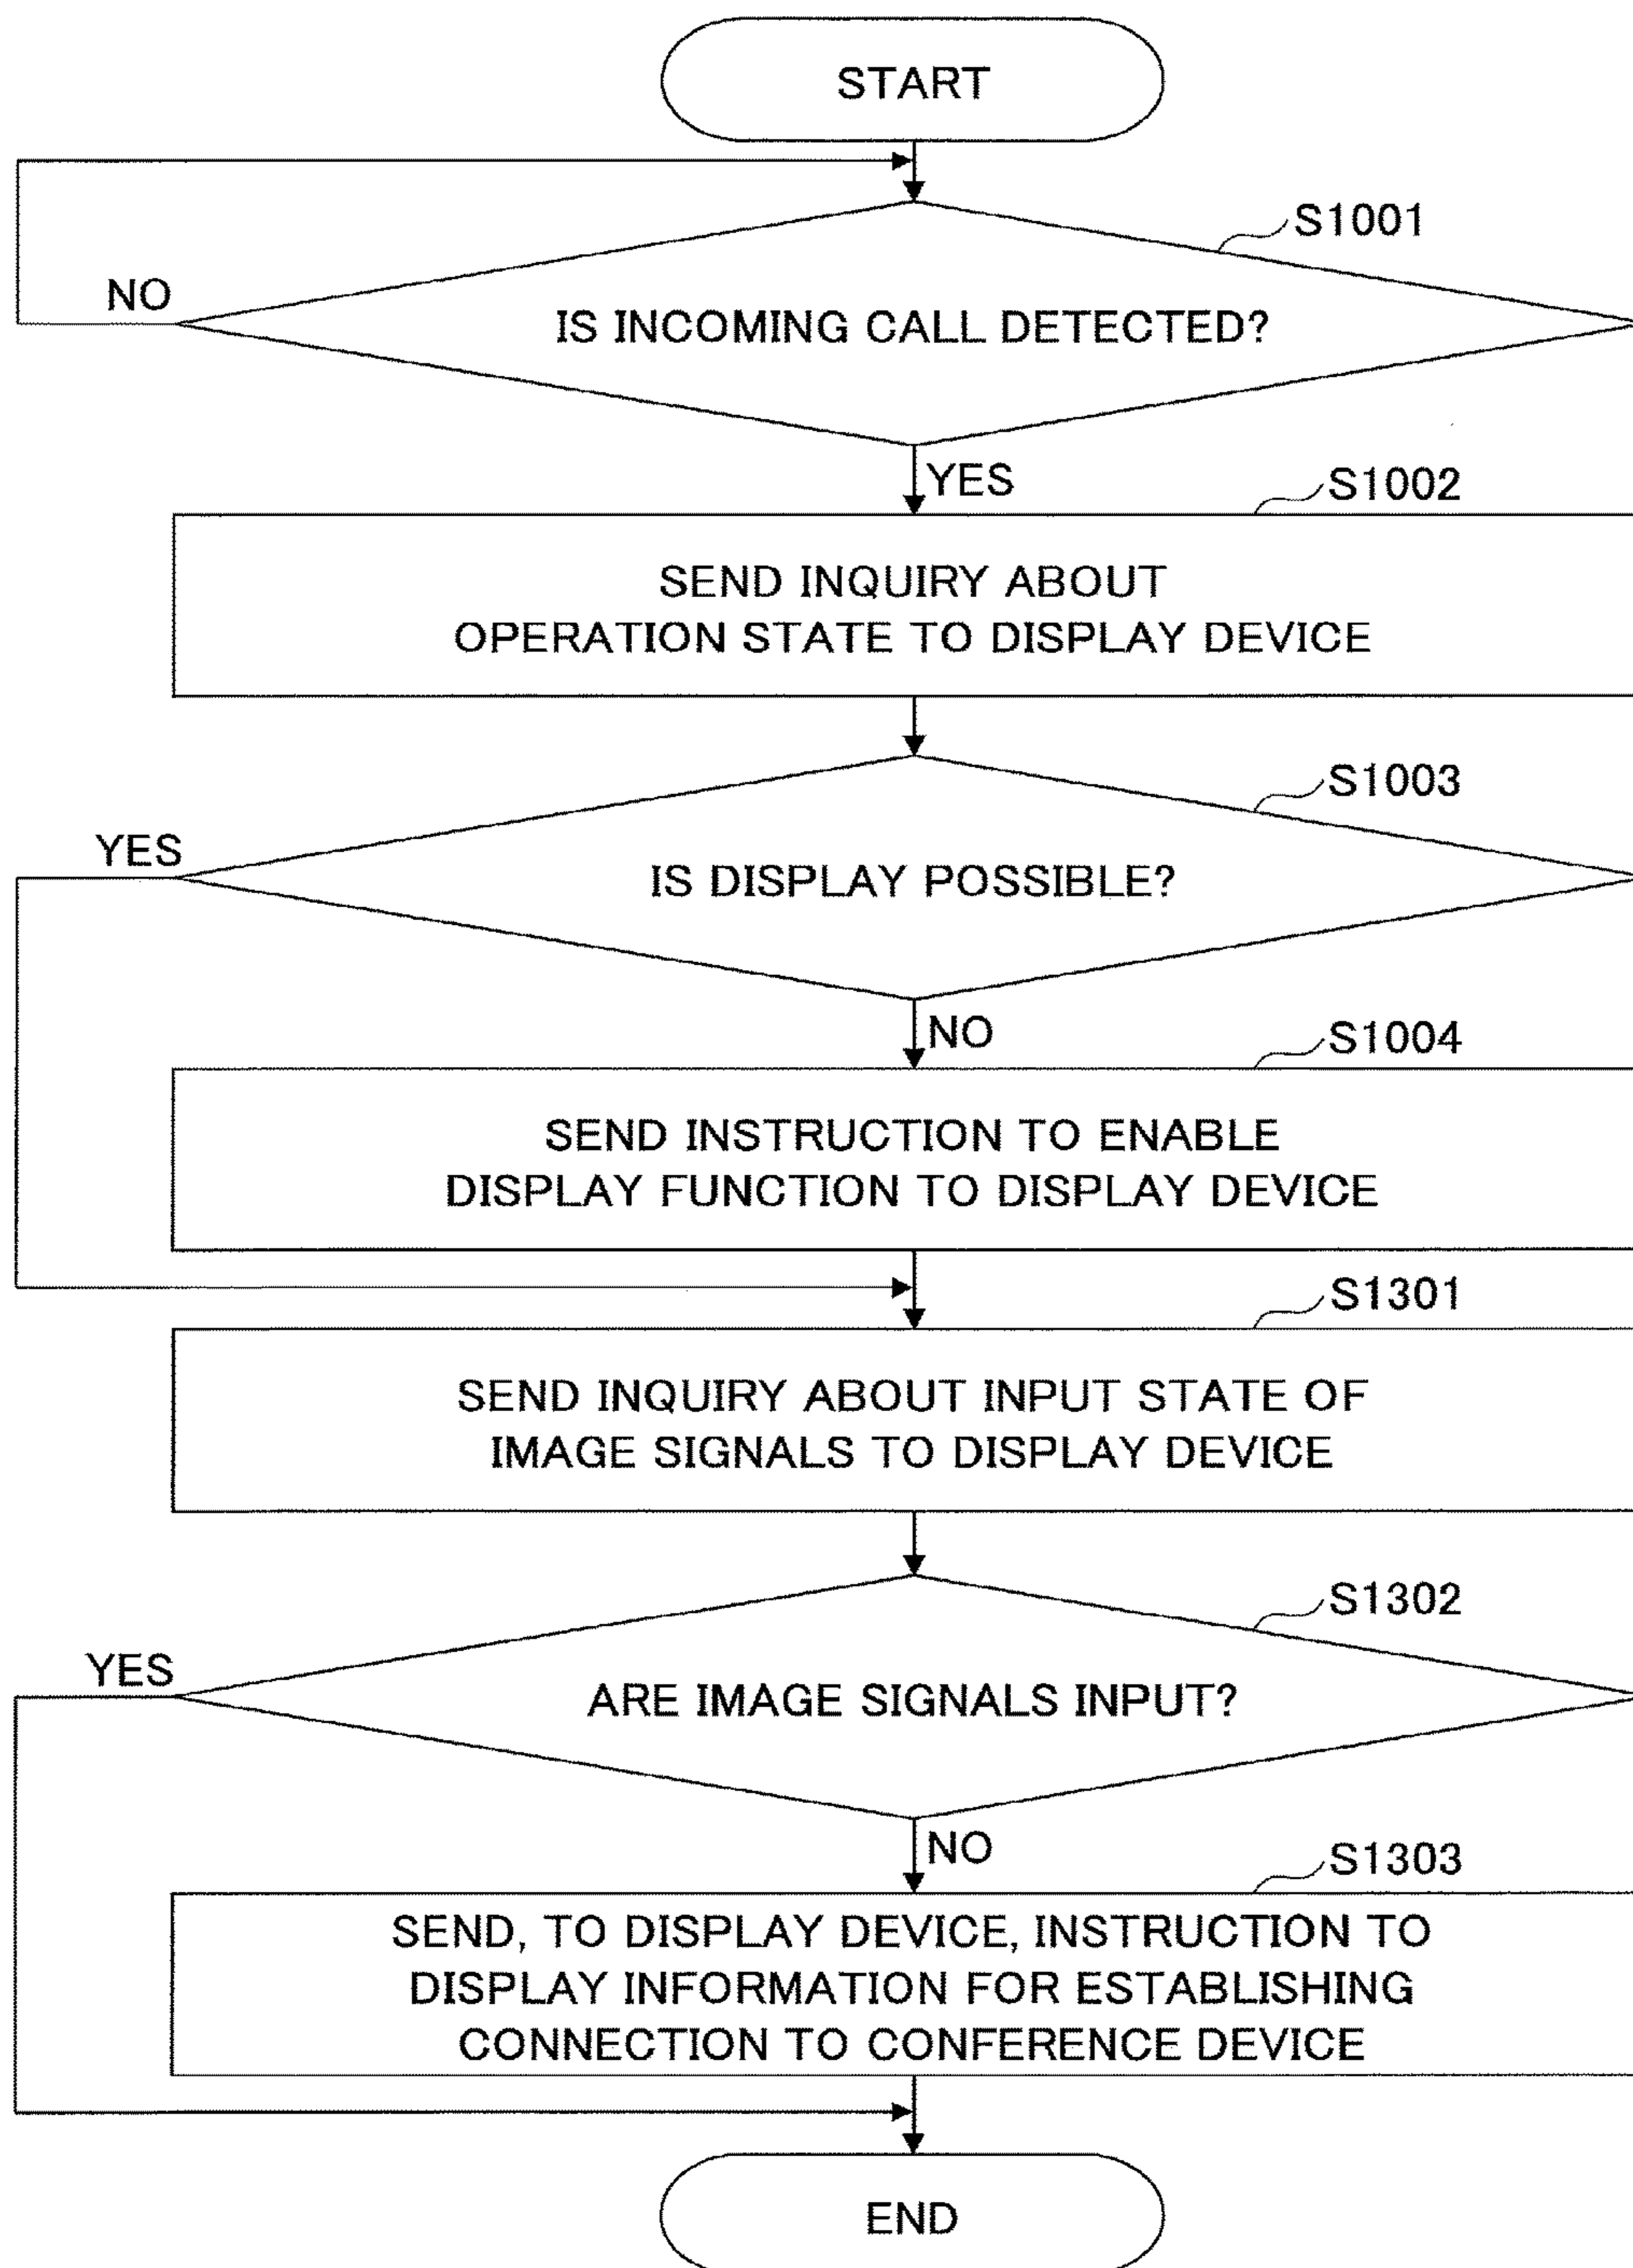 START
S1001
NO
IS INCOMING CALL DETECTED?
YES
S1002
SEND INQUIRY ABOUT
OPERATION STATE TO DISPLAY DEVICE
S1003
YES
IS DISPLAY POSSIBLE?
NO
S1004
SEND INSTRUCTION TO ENABLE
DISPLAY FUNCTION TO DISPLAY DEVICE
S1301
SEND INQUIRY ABOUT INPUT STATE OF
IMAGE SIGNALS TO DISPLAY DEVICE
S1302
YES
ARE IMAGE SIGNALS INPUT?
NO
S1303
SEND, TO DISPLAY DEVICE, INSTRUCTION TO
DISPLAY INFORMATION FOR ESTABLISHING
CONNECTION TO CONFERENCE DEVICE
END